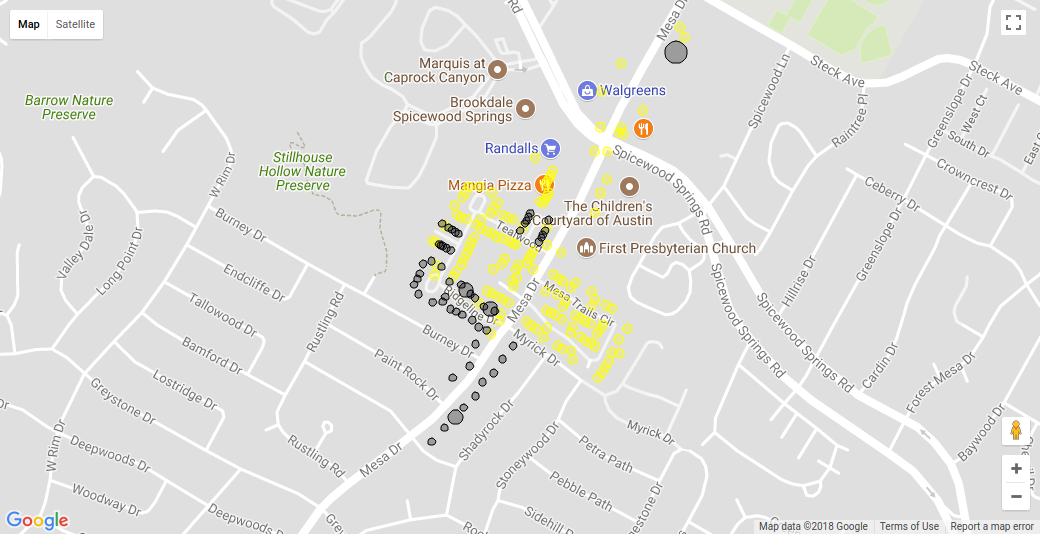 Map
Satellite
Rd
Mesa Dr
Steck Ave
Steck Ave
Marquis at
Caprock Canyon
Walgreens
Barrow Nature
Preserve
Brookdale
Spicewood Springs
Spicewood Ln
Raintree Pl
Greenslope Dr
West Ct
South Dr
East
Randalls
Spicewood Springs Rd
Stillhouse
Hollow Nature
Preserve
W Rim Dr
Mangia Pizza
The Children's
Courtyard of Austin
Ceberry Dr
Crowncrest Dr
Burney Dr
Teakwood
First Presbyterian Church
Greenslope Dr
Valley Dale Dr
Long Point Dr
Endcliffe Dr
Hillrise Dr
Tallowood Dr
Rustling Rd
Ridgeline Dr
Mesa Dr
Mesa Trails Cir
Spicewood Springs Rd
Spicewood Springs Rd
Bamford Dr
Burney Dr
Myrick Dr
Cardin Dr
Forest Mesa Dr
Paint Rock Dr
Lostridge Dr
Greystone Dr
Baywood Dr
W Rim Dr
Deepwoods Dr
Rustling Rd
Mesa Dr
Shadyrock Dr
Stoneywood Dr
Myrick Dr
Petra Path
Woodway Dr
Pebble Path
Deepwoods Dr
Sidehill Dr
Google
Map data ©2018 Google
Terms of Use
Report a map error